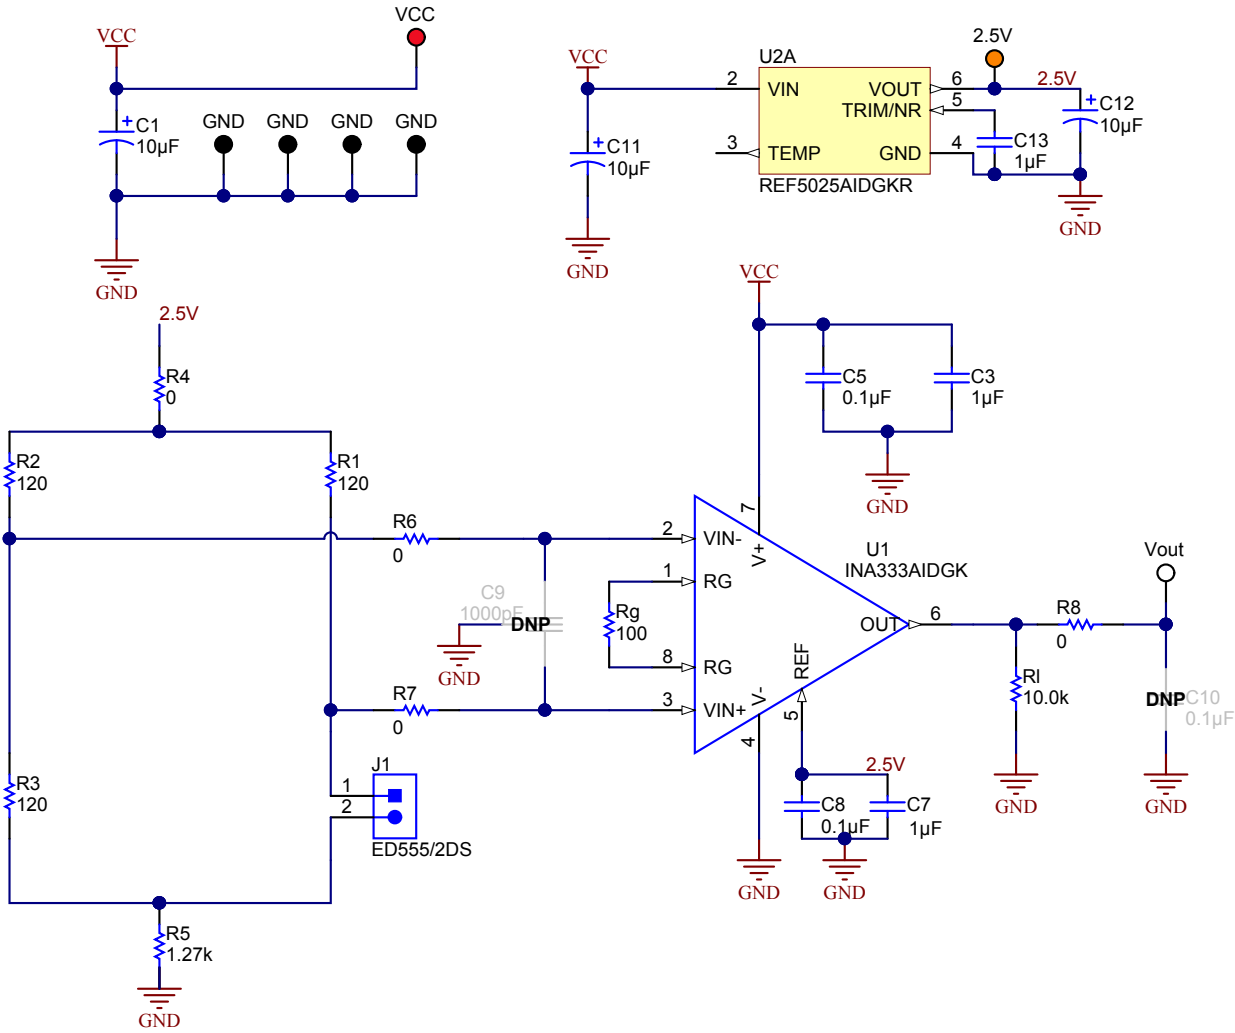 VCC
VCC
C1
10µF
GND
GND
GND
GND
GND
VCC
C11
10µF
GND
U2A
2
VIN
VOUT
6
TRIM/NR
5
3
TEMP
GND
4
REF5025AIDGKR
2.5V
2.5V
C12
10µF
C13
1µF
GND
2.5V
R4
0
R2
120
R1
120
R3
120
R6
0
R7
0
J1
1
2
ED555/2DS
R5
1.27k
GND
C9
1000pF
DNP
GND
Rg
100
VCC
C5
0.1µF
C3
1µF
GND
7
V+
2
VIN-
1
RG
8
RG
3
VIN+
U1
INA333AIDGK
OUT
6
REF
5
V-
4
GND
2.5V
C8
0.1µF
C7
1µF
GND
Vout
R8
0
Rl
10.0k
GND
DNP
C10
0.1µF
GND